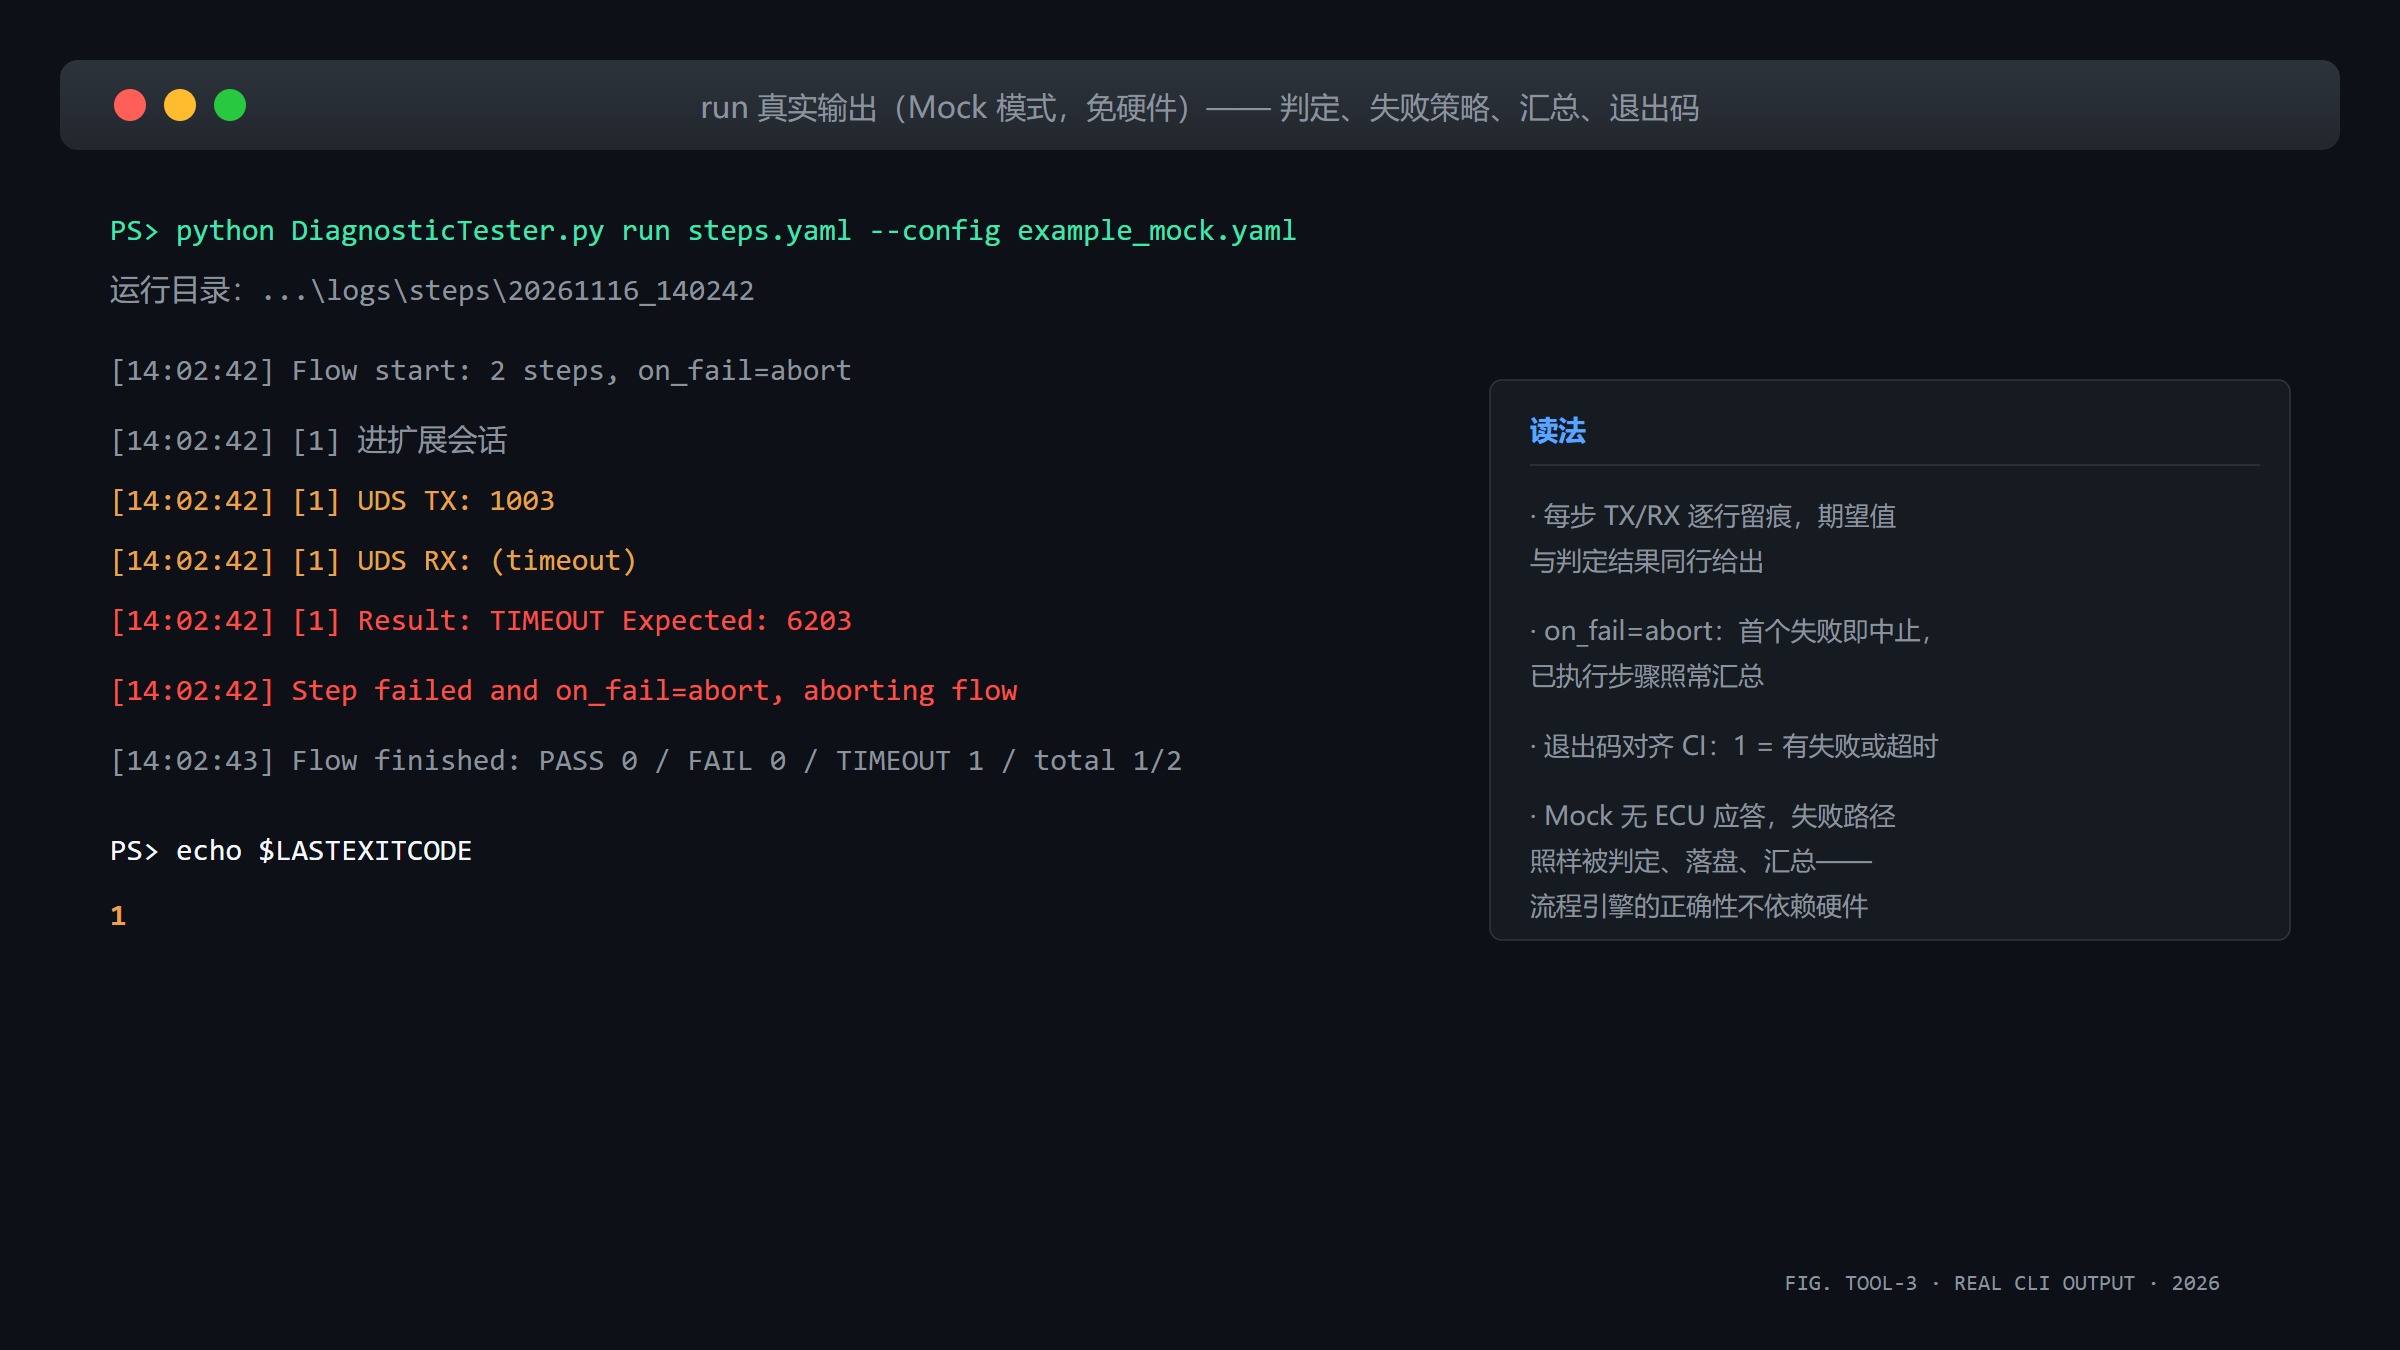 run 真实输出（Mock 模式，免硬件）—— 判定、失败策略、汇总、退出码
PS> python DiagnosticTester.py run steps.yaml --config example_mock.yaml
运行目录：...\logs\steps\20261116_140242
[14:02:42] Flow start: 2 steps, on_fail=abort
[14:02:42] [1] 进扩展会话
[14:02:42] [1] UDS TX: 1003
[14:02:42] [1] UDS RX: (timeout)
[14:02:42] [1] Result: TIMEOUT Expected: 6203
[14:02:42] Step failed and on_fail=abort, aborting flow
[14:02:43] Flow finished: PASS 0 / FAIL 0 / TIMEOUT 1 / total 1/2
PS> echo $LASTEXITCODE
1
读法
· 每步 TX/RX 逐行留痕，期望值
与判定结果同行给出
· on_fail=abort：首个失败即中止，
已执行步骤照常汇总
· 退出码对齐 CI：1 = 有失败或超时
· Mock 无 ECU 应答，失败路径
照样被判定、落盘、汇总——
流程引擎的正确性不依赖硬件
FIG. TOOL-3 · REAL CLI OUTPUT · 2026